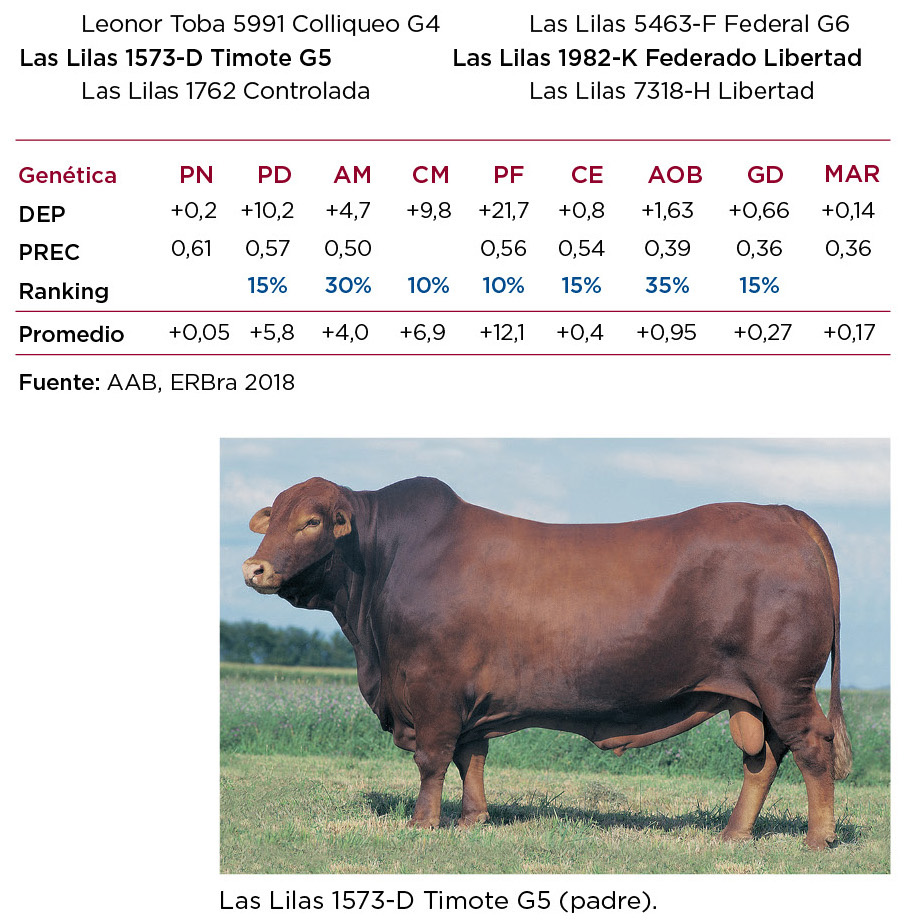 Leonor Toba 5991 Colliqueo G4 Las Lilas 5463-F Federal G6
Las Lilas 1573-D Timote G5 Las Lilas 1982-K Federado Libertad
Las Lilas 1762 Controlada Las Lilas 7318-H Libertad
Genética PN PD AM CM PF CE AOB GD MAR
DEP +0,2 +10,2 +4,7 +9,8 +21,7 +0,8 +1,63 +0,66 +0,14
PREC 0,61 0,57 0,50 0,56 0,54 0,39 0,36 0,36
Ranking 15% 30% 10% 10% 15% 35% 15%
Promedio +0,05 +5,8 +4,0 +6,9 +12,1 +0,4 +0,95 +0,27 +0,17
Fuente: AAB, ERBra 2018
Las Lilas 1573-D Timote G5 (padre).